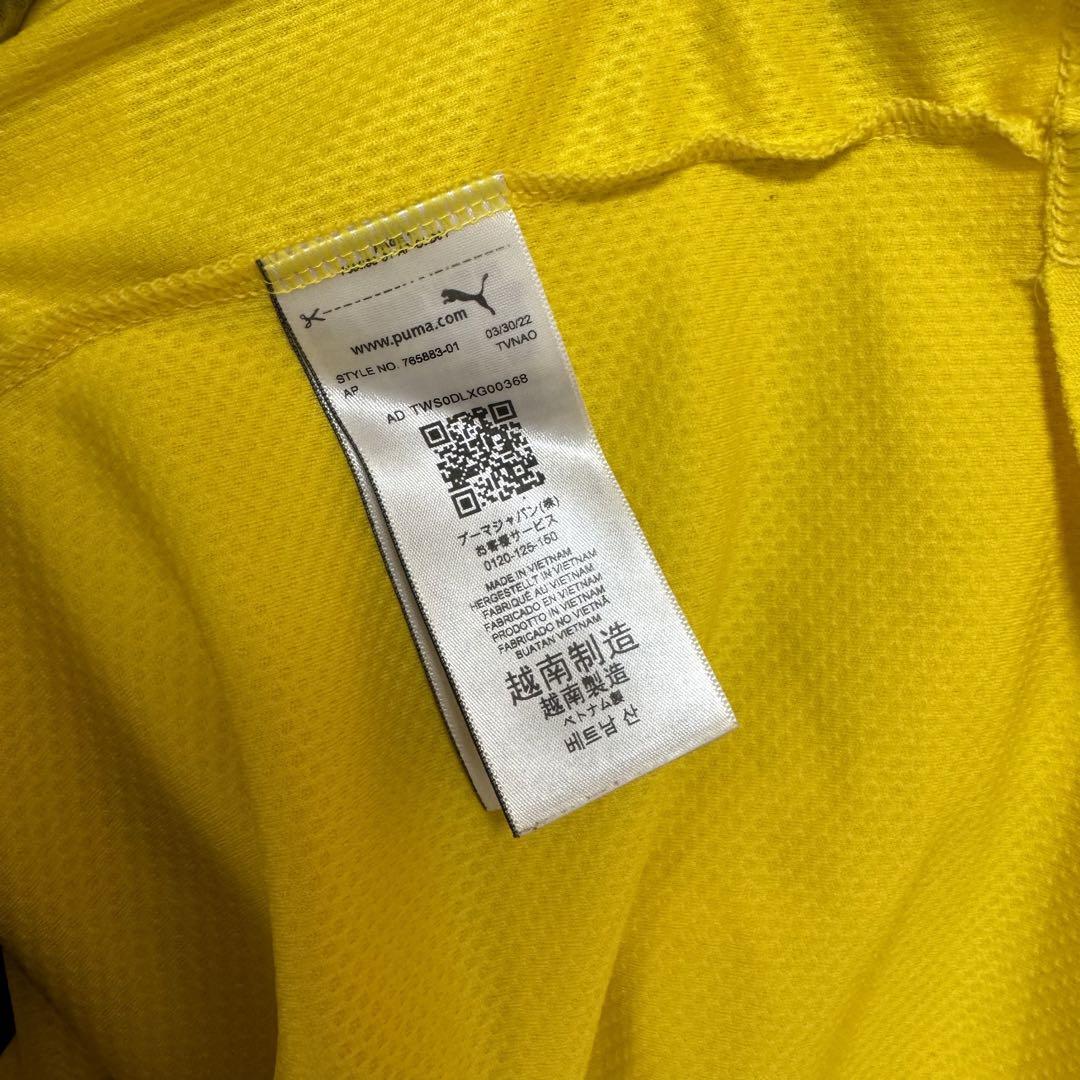 www.puma.com
STYLE NO. 765883-01 03/30/22
AP TVNAO
AD TWS0DLXG00368
プーマジャパン(株)
お客様サービス
0120-125-150
MADE IN VIETNAM
HERGESTELLT IN VIETNAM
FABRIQUÉ AU VIETNAM
FABRICADO EN VIETNAM
PRODOTTO IN VIETNAM
FABRICADO NO VIETNÃ
BUATAN VIETNAM
越南制造
越南製造
ベトナム製
베트남 산